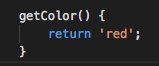 getColor() {
    return 'red';
}